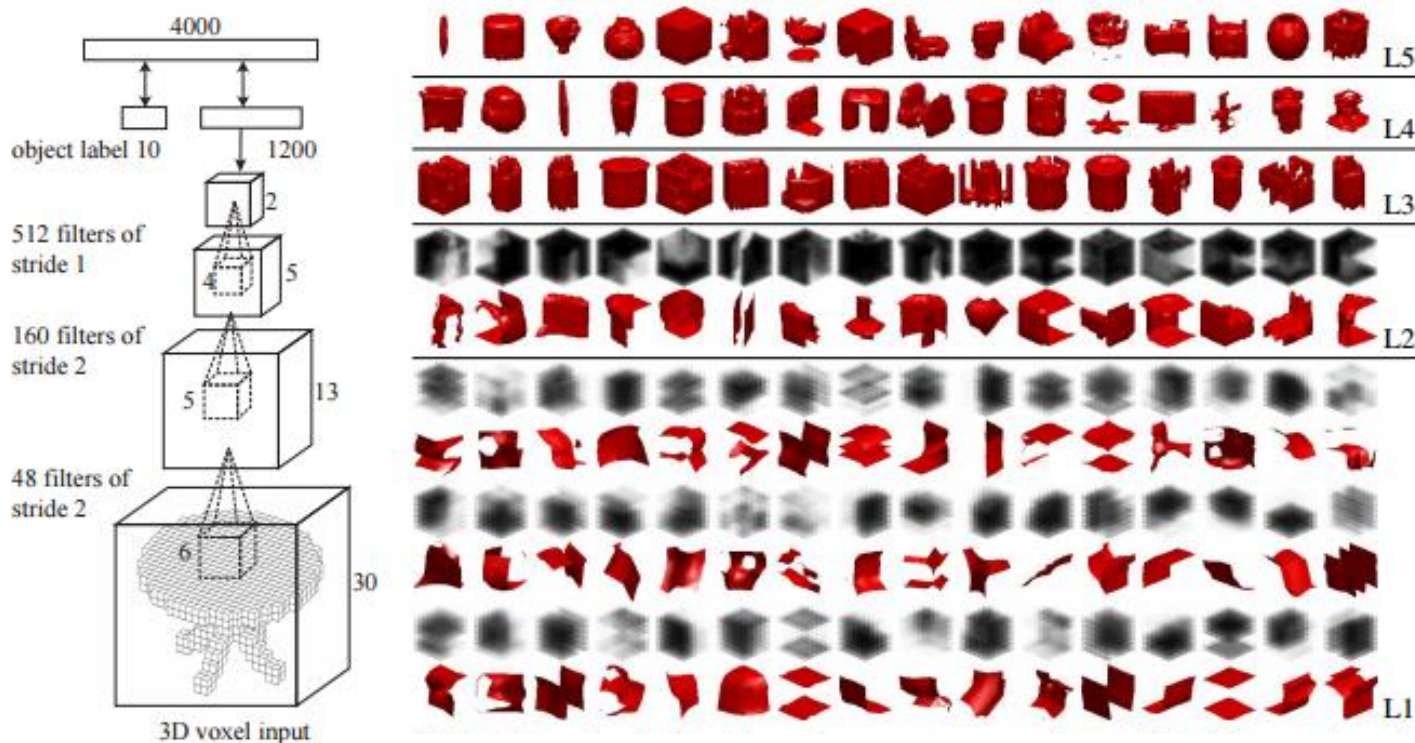 4000
object label 10
1200
2
512 filters of
stride 1
4
5
160 filters of
stride 2
5
13
48 filters of
stride 2
6
30
3D voxel input
L5
L4
L3
L2
L1